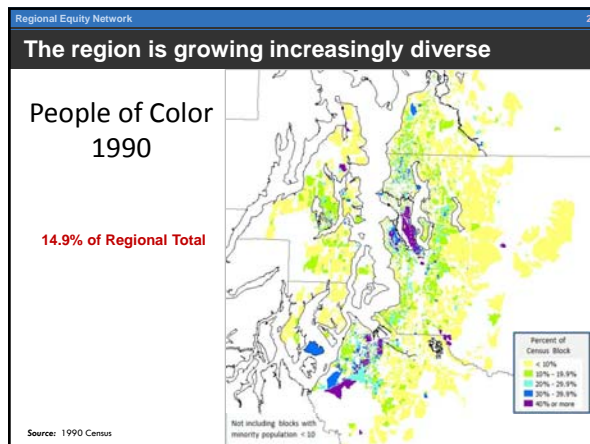 Regional Equity Network 2
The region is growing increasingly diverse
People of Color
1990
14.9% of Regional Total
Percent of
Census Block
< 10%
10% - 19.9%
20% - 29.9%
30% - 39.9%
40% or more
Not including blocks with
minority population < 10
Source: 1990 Census